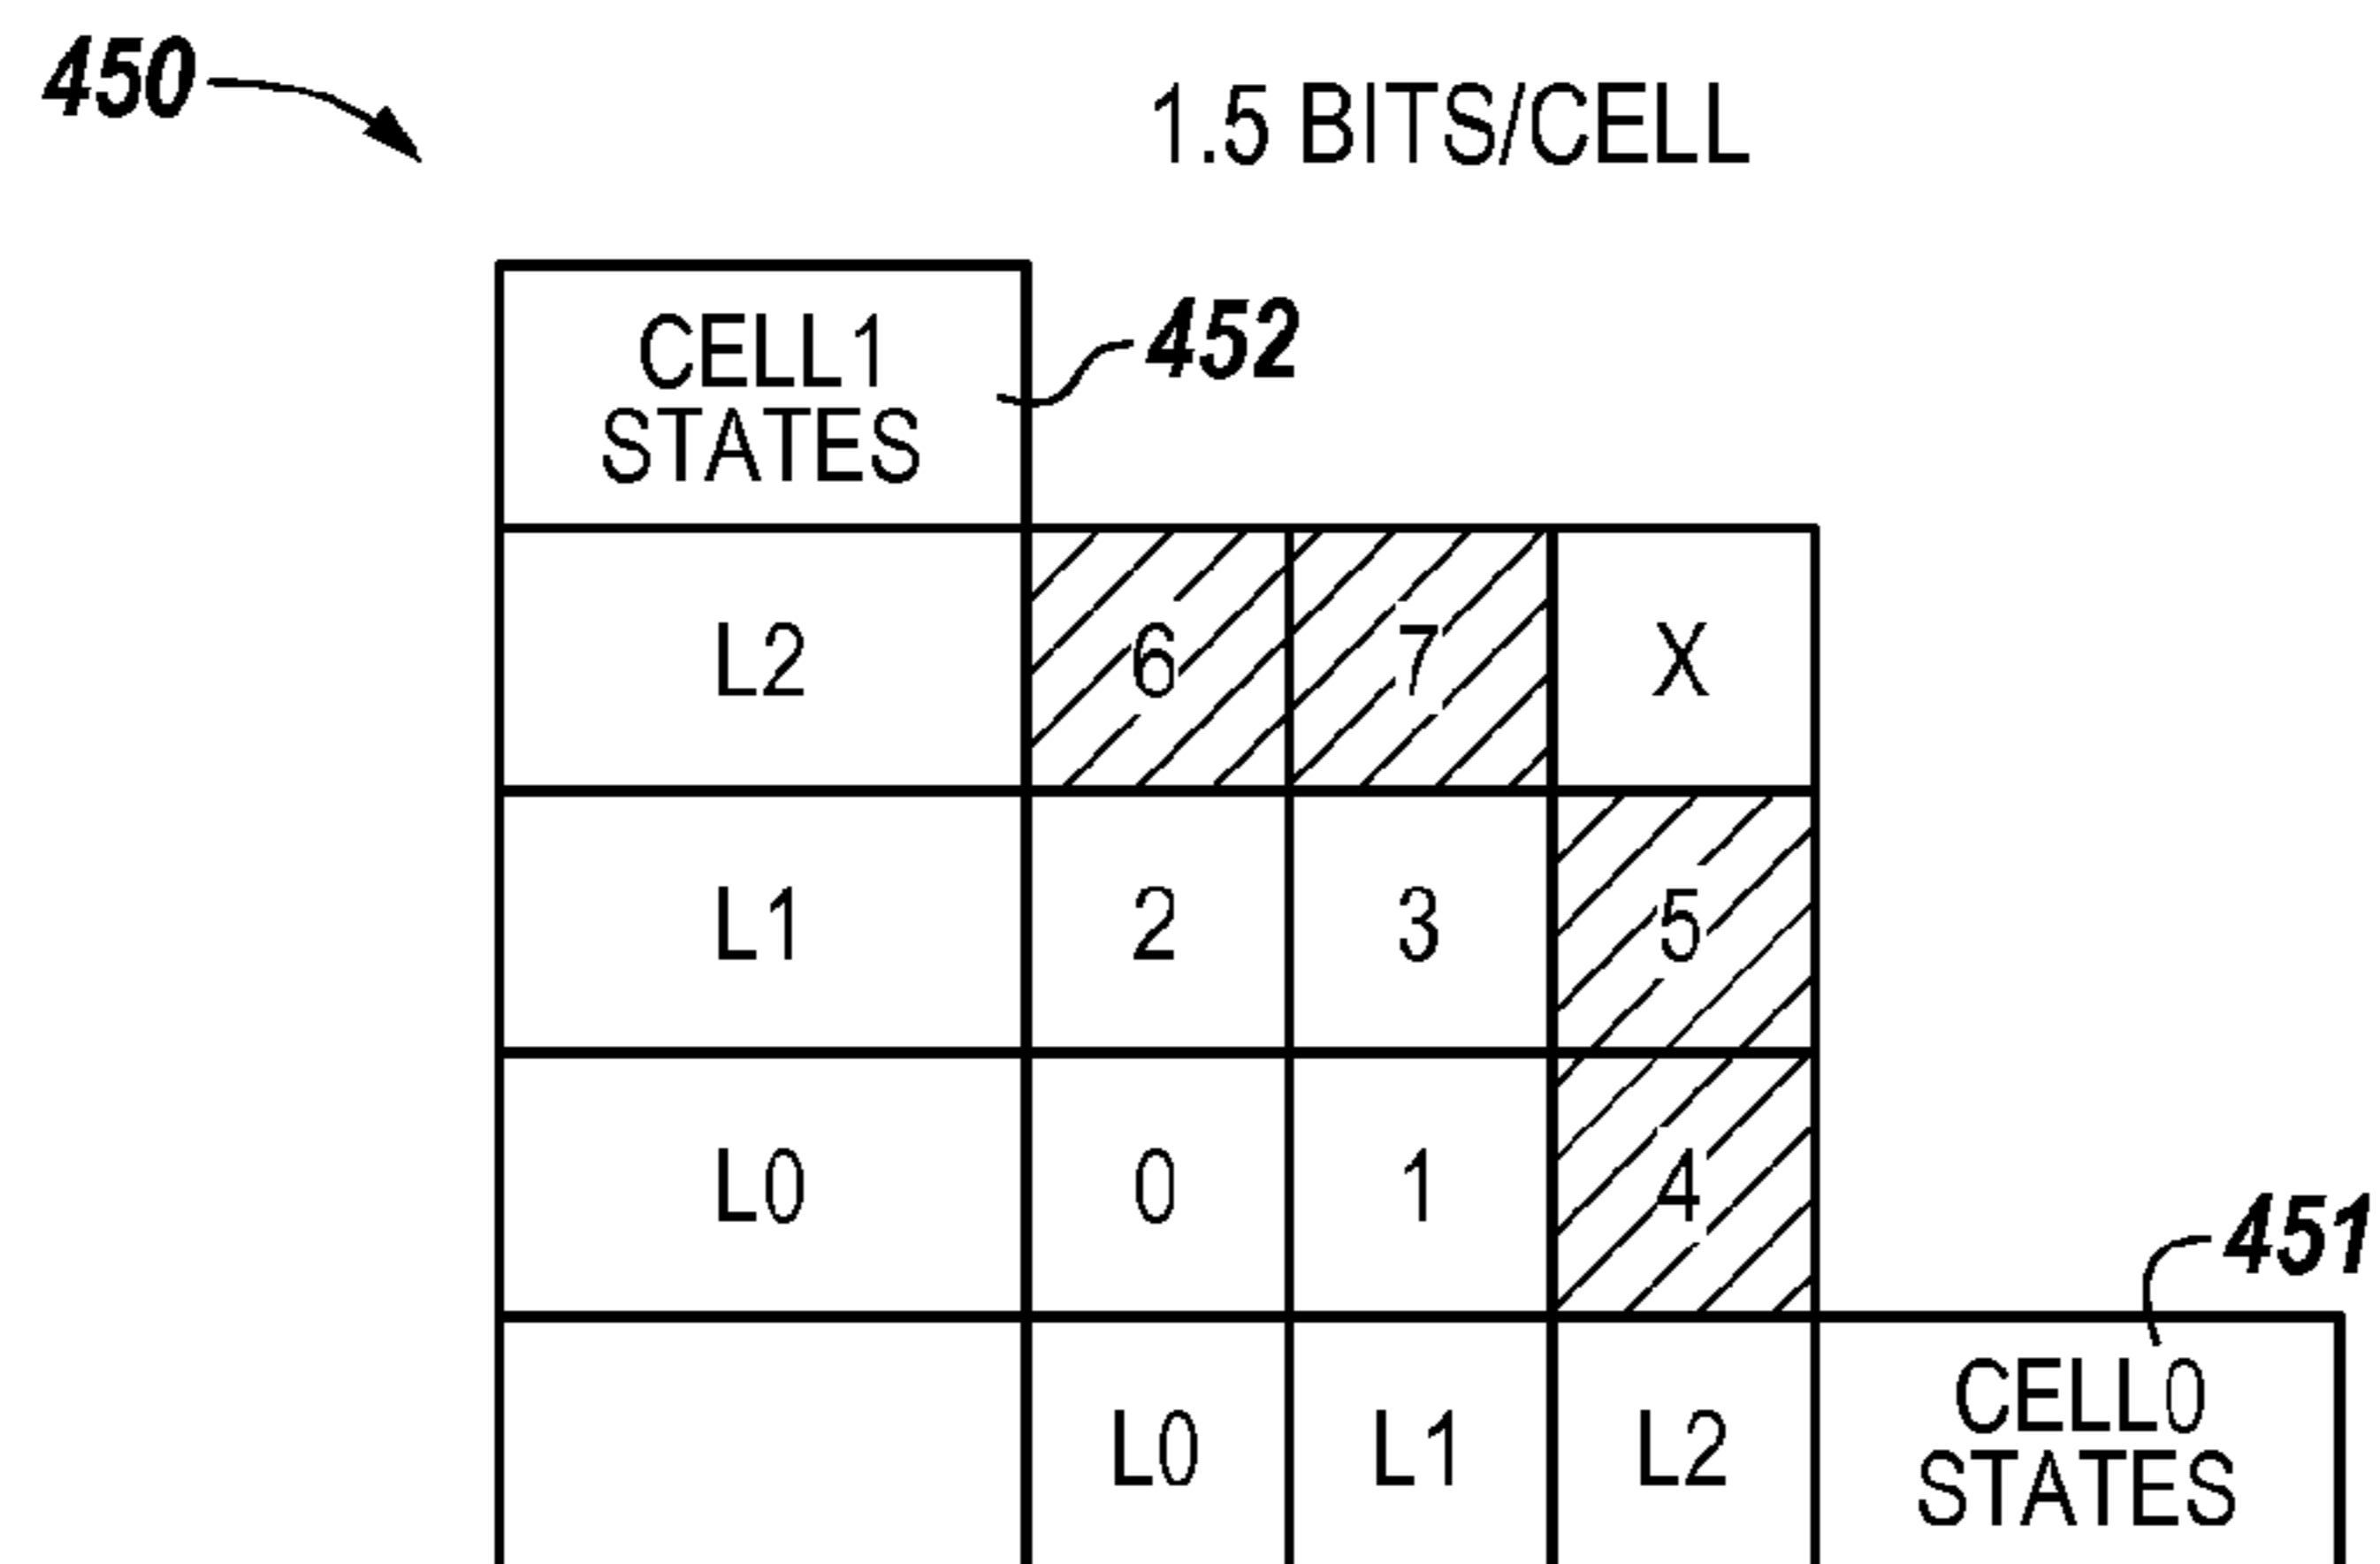 450
1.5 BITS/CELL
CELL1
STATES
452
L2 6 7 X
L1 2 3 5
L0 0 1 4
451
L0 L1 L2
CELL0
STATES